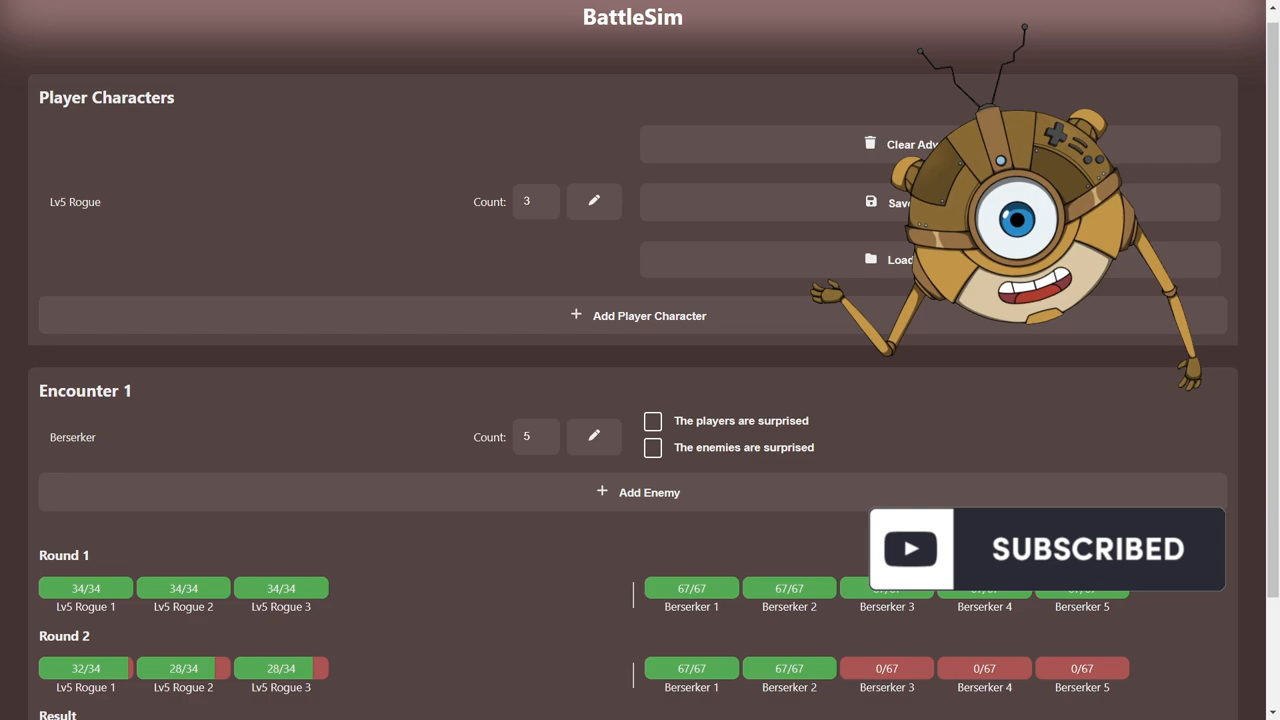 BattleSim
Player Characters
Clear Adv
Lv5 Rogue
Count: 3
Save
Load
+ Add Player Character
Encounter 1
Berserker
Count: 5
The players are surprised
The enemies are surprised
+ Add Enemy
SUBSCRIBED
Round 1
34/34 34/34 34/34 67/67 67/67 67/67
Lv5 Rogue 1 Lv5 Rogue 2 Lv5 Rogue 3 Berserker 1 Berserker 2 Berserker 3 Berserker 4 Berserker 5
Round 2
32/34 28/34 28/34 67/67 67/67 0/67 0/67 0/67
Lv5 Rogue 1 Lv5 Rogue 2 Lv5 Rogue 3 Berserker 1 Berserker 2 Berserker 3 Berserker 4 Berserker 5
Result